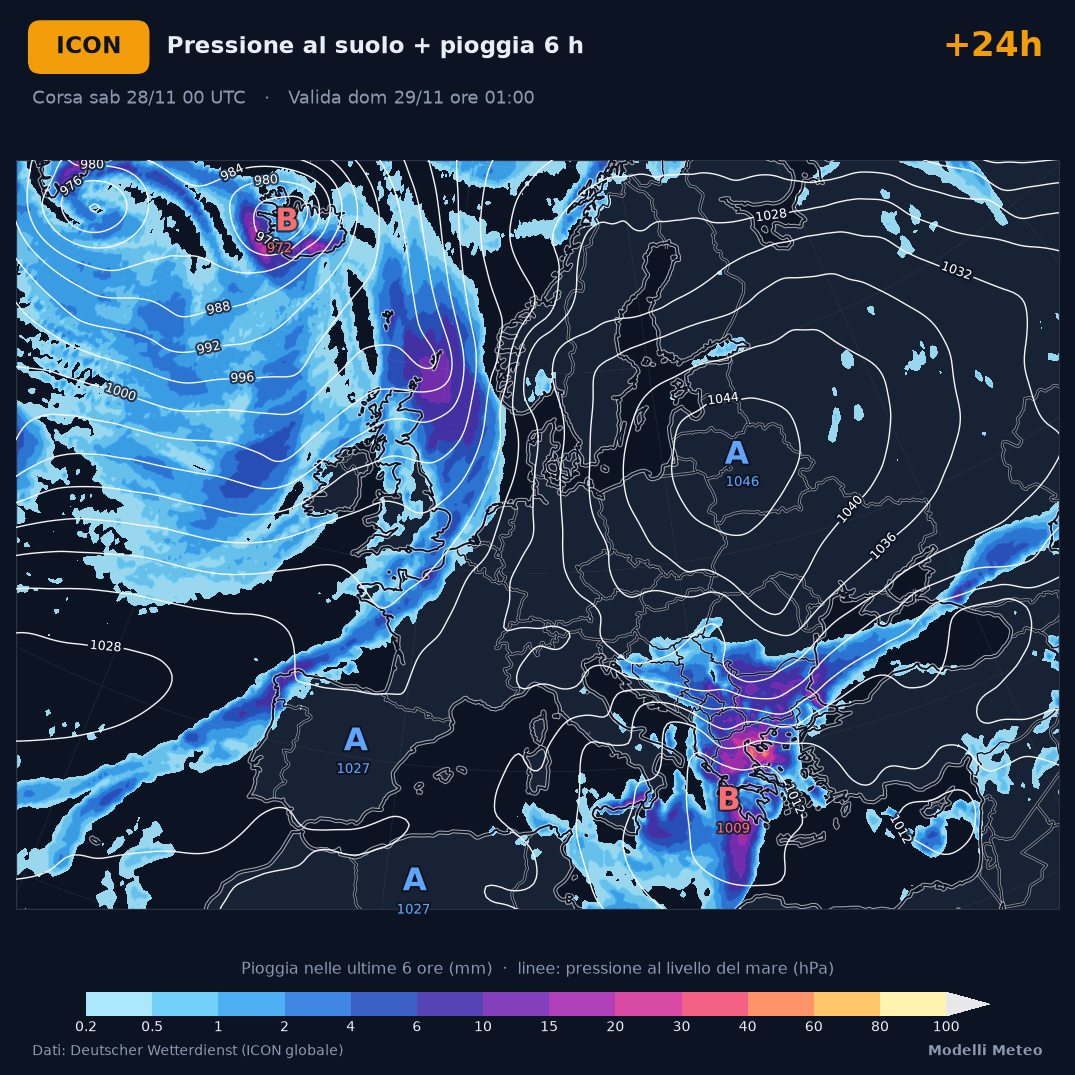 ICON
Pressione al suolo + pioggia 6 h
+24h
Corsa sab 28/11 00 UTC · Valida dom 29/11 ore 01:00
980
984
980
976
B
972
1028
1032
988
992
996
1000
1044
A
1046
1040
1036
1028
A
1027
B
1009
1012
1012
A
1027
Pioggia nelle ultime 6 ore (mm) · linee: pressione al livello del mare (hPa)
0.2 0.5 1 2 4 6 10 15 20 30 40 60 80 100
Dati: Deutscher Wetterdienst (ICON globale)
Modelli Meteo